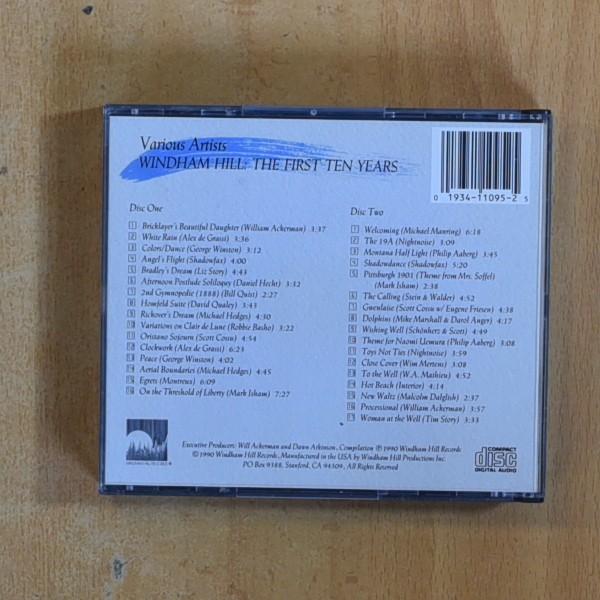 Various Artists
WINDHAM HILL: THE FIRST TEN YEARS
0 1934-11095-2 5
Disc One
1 Bricklayer's Beautiful Daughter (William Ackerman) 3:37
2 White Rain (Alex de Grassi) 3:36
3 Colors/Dance (George Winston) 3:12
4 Angel's Flight (Shadowfax) 4:00
5 Bradley's Dream (Liz Story) 4:43
6 Afternoon Postlude Soliloquy (Daniel Hecht) 3:12
7 2nd Gymnopedie (1888) (Bill Quist) 2:27
8 Homefeld Suite (David Qualey) 3:43
9 Rickover's Dream (Michael Hedges) 4:30
10 Variations on Clair de Lune (Robbie Basho) 3:22
11 Oristano Sojourn (Scott Cossu) 4:54
12 Clockwork (Alex de Grassi) 6:23
13 Peace (George Winston) 4:02
14 Aerial Boundaries (Michael Hedges) 4:45
15 Egrets (Montreux) 6:09
16 On the Threshold of Liberty (Mark Isham) 7:27
Disc Two
1 Welcoming (Michael Manring) 6:18
2 The 19A (Nightnoise) 3:09
3 Montana Half Light (Philip Aaberg) 3:45
4 Shadowdance (Shadowfax) 5:20
5 Pittsburgh 1901 (Theme from Mrs. Soffel)
(Mark Isham) 2:38
6 The Calling (Stein & Walder) 4:52
7 Gwenlaise (Scott Cossu w/ Eugene Friesen) 4:38
8 Dolphins (Mike Marshall & Darol Anger) 4:17
9 Wishing Well (Schönherz & Scott) 4:49
10 Theme for Naomi Uemura (Philip Aaberg) 3:08
11 Toys Not Ties (Nightnoise) 3:59
12 Close Cover (Wim Mertens) 3:08
13 To the Well (W.A. Mathieu) 4:52
14 Hot Beach (Interior) 4:14
15 New Waltz (Malcolm Dalglish) 2:37
16 Processional (William Ackerman) 3:57
17 Woman at the Well (Tim Story) 3:33
Executive Producers: Will Ackerman and Dawn Atkinson, Compilation ℗ 1990 Windham Hill Records
© 1990 Windham Hill Records, Manufactured in the USA by Windham Hill Productions Inc.
PO Box 9388, Stanford, CA 94309, All Rights Reserved
WINDHAM HILL RECORDS
COMPACT
disc
DIGITAL AUDIO